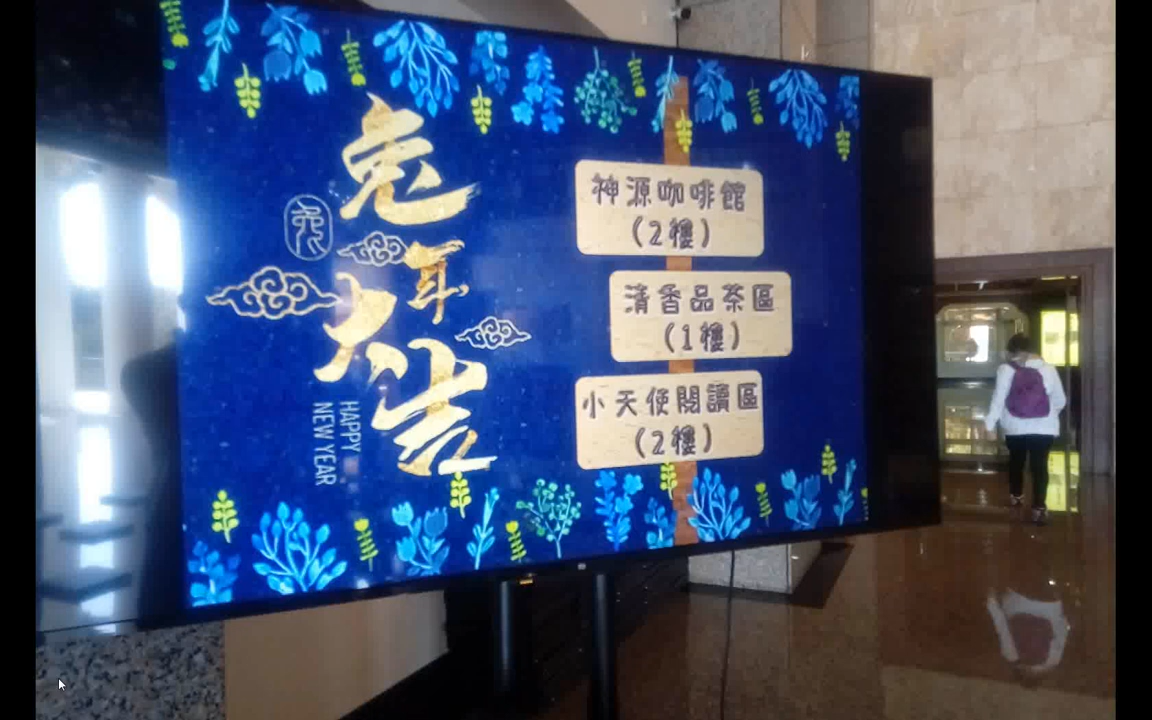 兔
年
大
吉
HAPPY
NEW YEAR
神源咖啡館
(2樓)
清香品茶區
(1樓)
小天使閱讀區
(2樓)